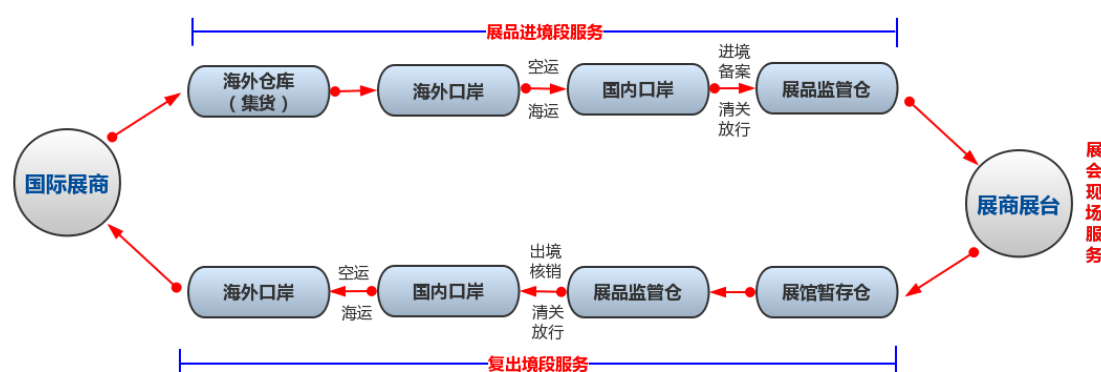 展品进境段服务
海外仓库
（集货）
海外口岸
空运
海运
国内口岸
进境
备案
清关
放行
展品监管仓
国际展商
展商展台
展会现场服务
海外口岸
空运
海运
国内口岸
出境
核销
清关
放行
展品监管仓
展馆暂存仓
复出境段服务